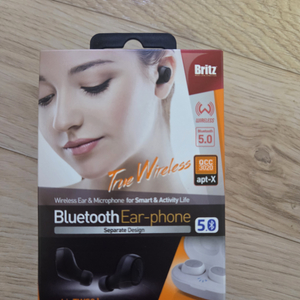 Britz
WIRELESS
Bluetooth
5.0
True Wireless
qcc
3020
apt-X
Wireless Ear & Microphone for Smart & Activity Life
Bluetooth Ear-phone
5.0
Separate Design